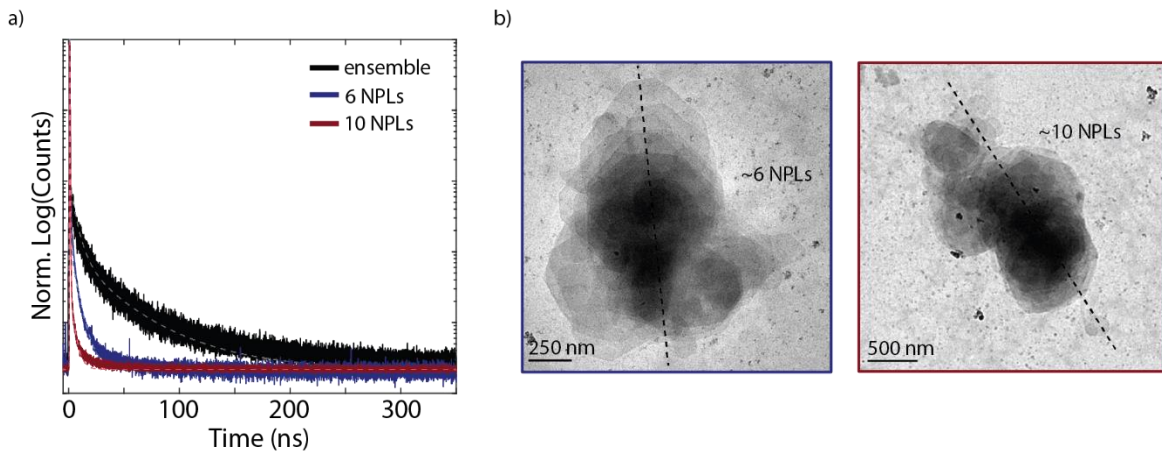 a)
Norm. Log(Counts)
ensemble
6 NPLs
10 NPLs
0
100
200
300
Time (ns)
b)
~6 NPLs
250 nm
~10 NPLs
500 nm